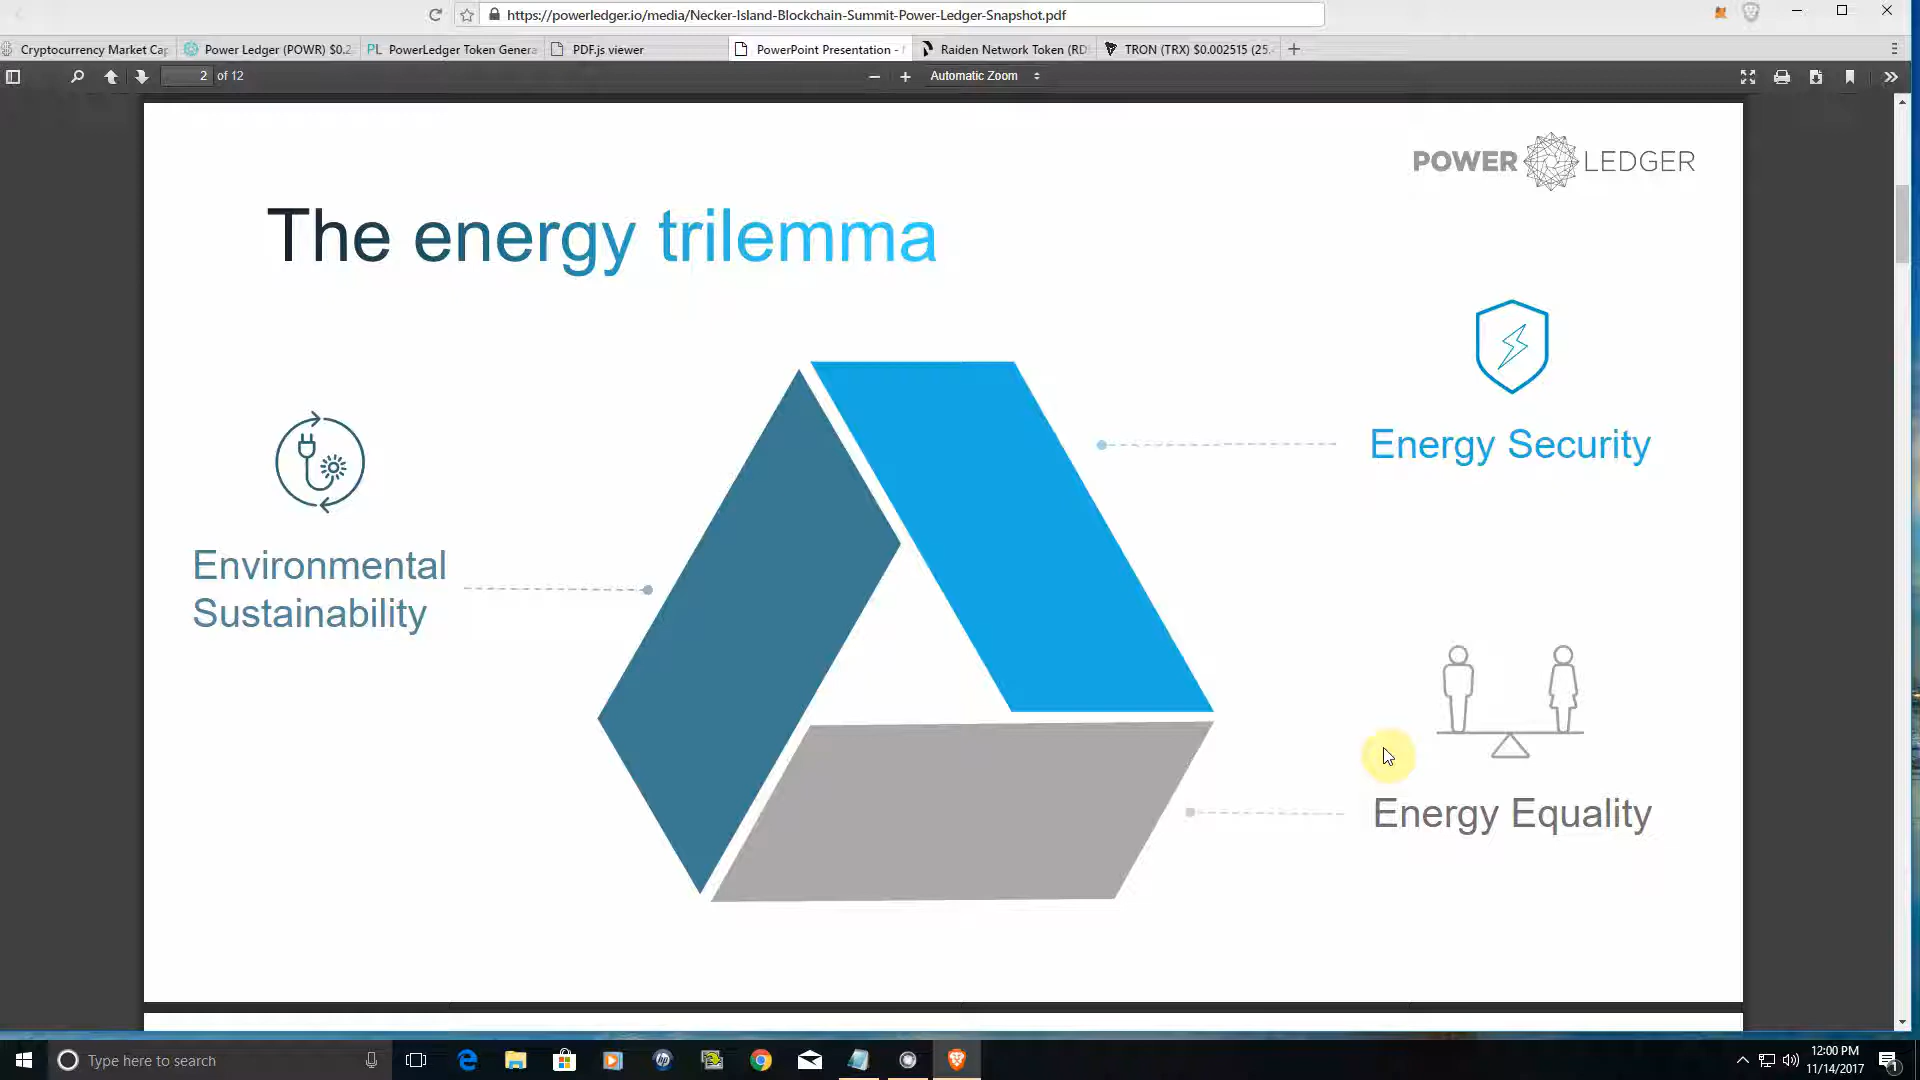 https://powerledger.io/media/Necker-Island-Blockchain-Summit-Power-Ledger-Snapshot.pdf
Cryptocurrency Market Ca
Power Ledger (POWR) $0.2
PL PowerLedger Token Genera
PDF.js viewer
PowerPoint Presentation -
Raiden Network Token (RD
TRON (TRX) $0.002515 (25.
2 of 12
Automatic Zoom
POWER LEDGER
The energy trilemma
Energy Security
Environmental
Sustainability
Energy Equality
Type here to search
12:00 PM
11/14/2017
1